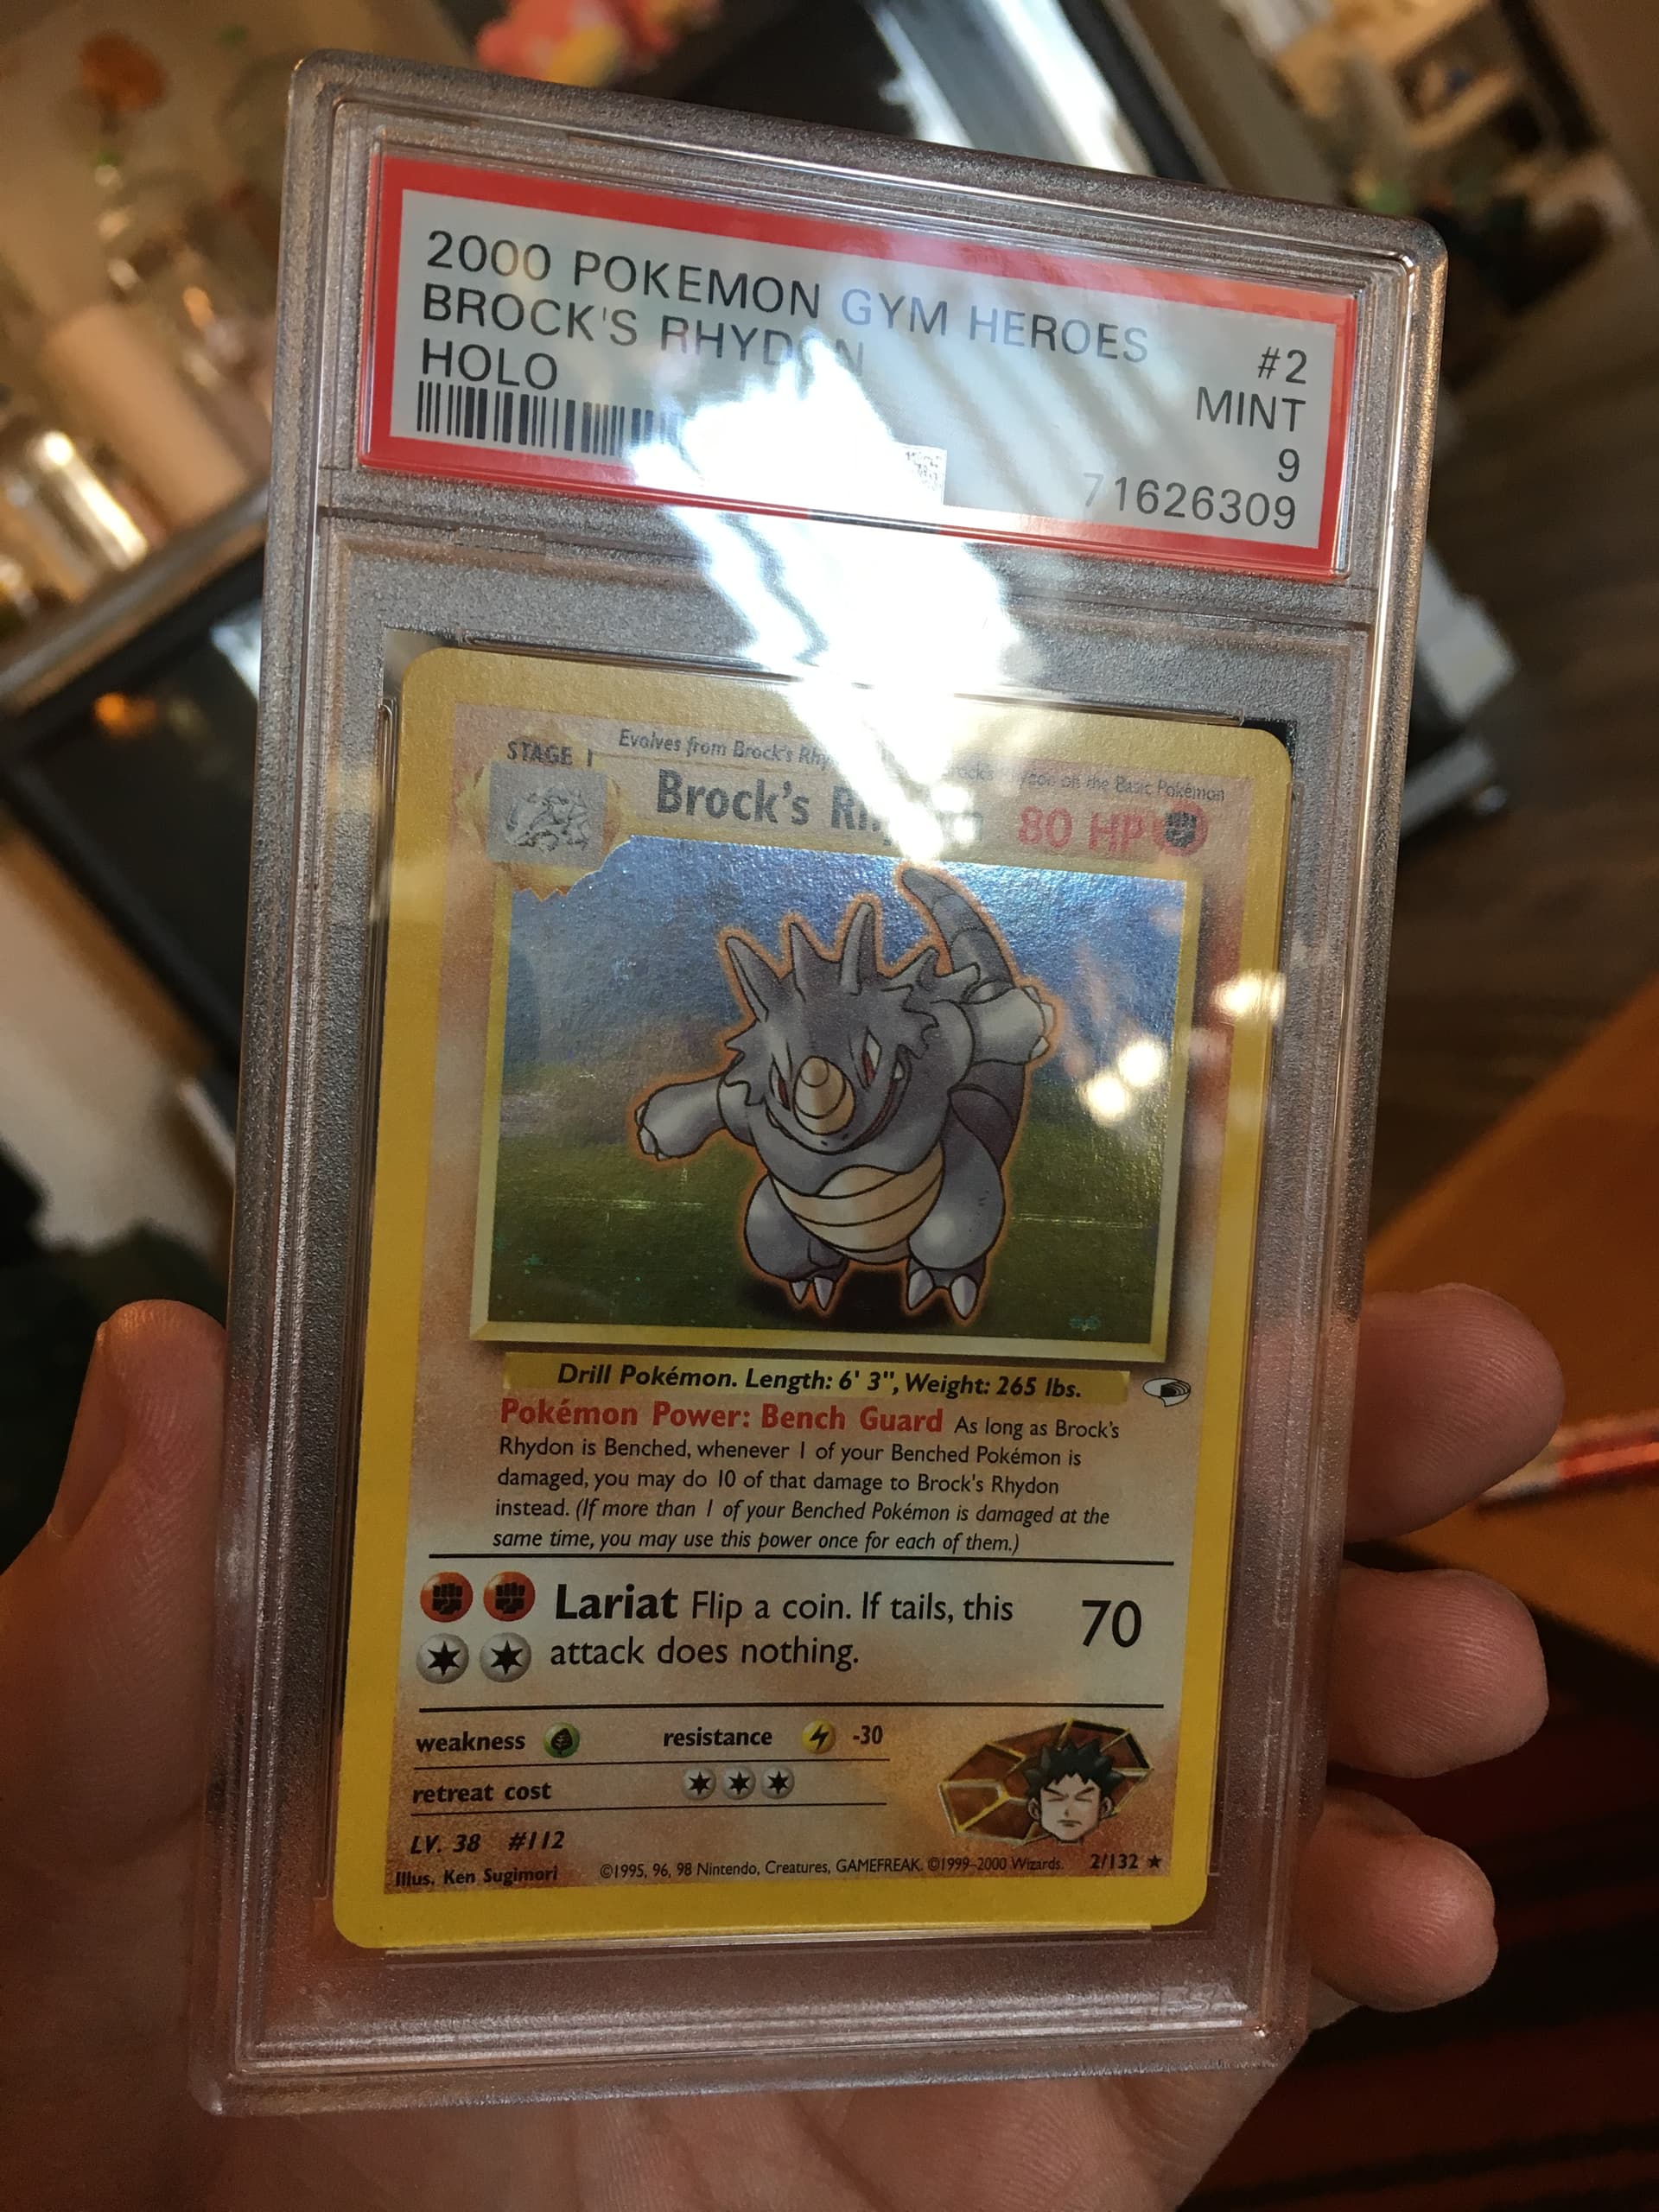 2000 POKEMON GYM HEROES
BROCK'S RHYDON #2
HOLO MINT
9
71626309
STAGE 1
Evolves from Brock's on the Basic Pokémon
Brock's 80 HP
Drill Pokémon. Length: 6' 3", Weight: 265 lbs.
Pokémon Power: Bench Guard As long as Brock's
Rhydon is Benched, whenever 1 of your Benched Pokémon is
damaged, you may do 10 of that damage to Brock's Rhydon
instead. (If more than 1 of your Benched Pokémon is damaged at the
same time, you may use this power once for each of them.)
Lariat Flip a coin. If tails, this
attack does nothing.
70
weakness resistance -30
retreat cost
LV. 38 #112
Illus. Ken Sugimori ©1995, 96, 98 Nintendo, Creatures, GAMEFREAK. ©1999-2000 Wizards. 2/132 ★
PSA